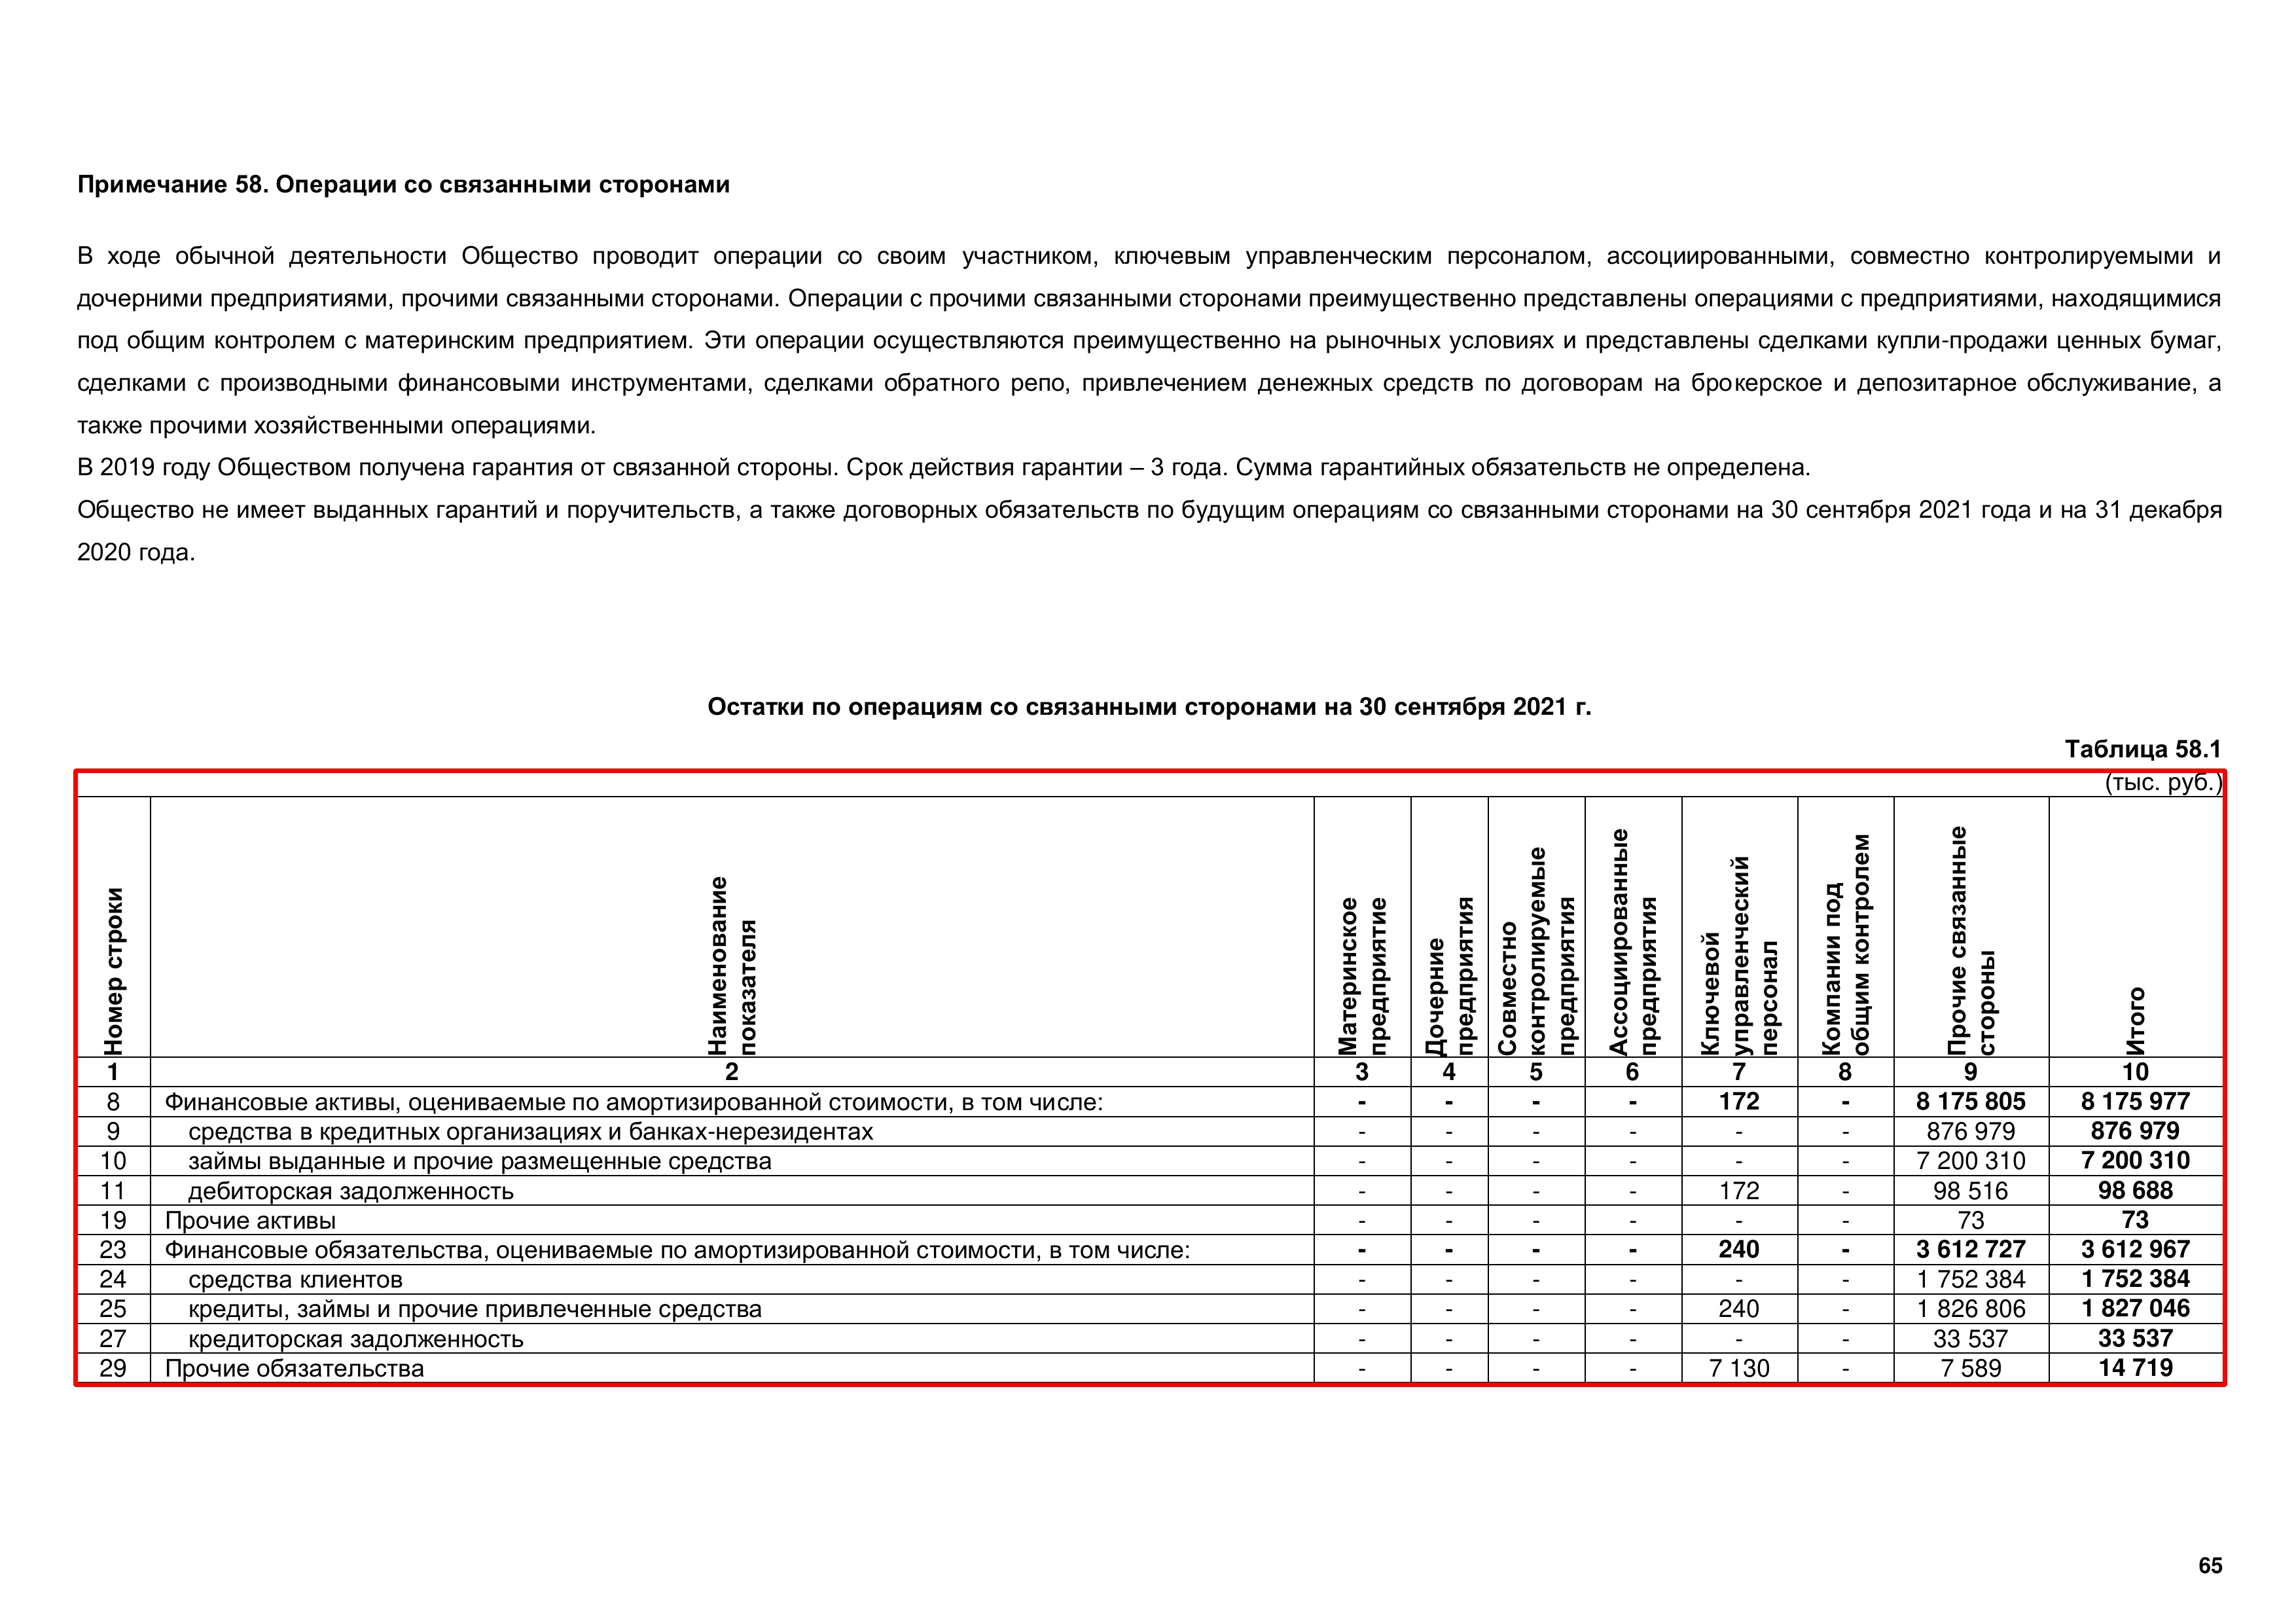 Примечание 58. Операции со связанными сторонами
В ходе обычной деятельности Общество проводит операции со своим участником, ключевым управленческим персоналом, ассоциированными, совместно контролируемыми и
дочерними предприятиями, прочими связанными сторонами. Операции с прочими связанными сторонами преимущественно представлены операциями с предприятиями, находящимися
под общим контролем с материнским предприятием. Эти операции осуществляются преимущественно на рыночных условиях и представлены сделками купли-продажи ценных бумаг,
сделками с производными финансовыми инструментами, сделками обратного репо, привлечением денежных средств по договорам на брокерское и депозитарное обслуживание, а
также прочими хозяйственными операциями.
В 2019 году Обществом получена гарантия от связанной стороны. Срок действия гарантии – 3 года. Сумма гарантийных обязательств не определена.
Общество не имеет выданных гарантий и поручительств, а также договорных обязательств по будущим операциям со связанными сторонами на 30 сентября 2021 года и на 31 декабря
2020 года.
Остатки по операциям со связанными сторонами на 30 сентября 2021 г.
Таблица 58.1
(тыс. руб.)
Номер строки
Наименование
показателя
Материнское
предприятие
Дочерние
предприятия
Совместно
контролируемые
предприятия
Ассоциированные
предприятия
Ключевой
управленческий
персонал
Компании под
общим контролем
Прочие связанные
стороны
Итого
1 2 3 4 5 6 7 8 9 10
8 Финансовые активы, оцениваемые по амортизированной стоимости, в том числе: - - - - 172 - 8 175 805 8 175 977
9 средства в кредитных организациях и банках-нерезидентах - - - - - - 876 979 876 979
10 займы выданные и прочие размещенные средства - - - - - - 7 200 310 7 200 310
11 дебиторская задолженность - - - - 172 - 98 516 98 688
19 Прочие активы - - - - - - 73 73
23 Финансовые обязательства, оцениваемые по амортизированной стоимости, в том числе: - - - - 240 - 3 612 727 3 612 967
24 средства клиентов - - - - - - 1 752 384 1 752 384
25 кредиты, займы и прочие привлеченные средства - - - - 240 - 1 826 806 1 827 046
27 кредиторская задолженность - - - - - - 33 537 33 537
29 Прочие обязательства - - - - 7 130 - 7 589 14 719
65